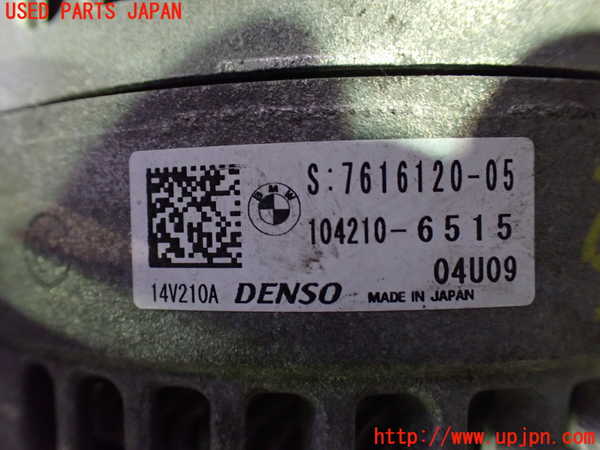 USED PARTS JAPAN
BMW
S:7616120-05
104210-6515
04U09
14V210A DENSO MADE IN JAPAN
http://www.upjpn.com/